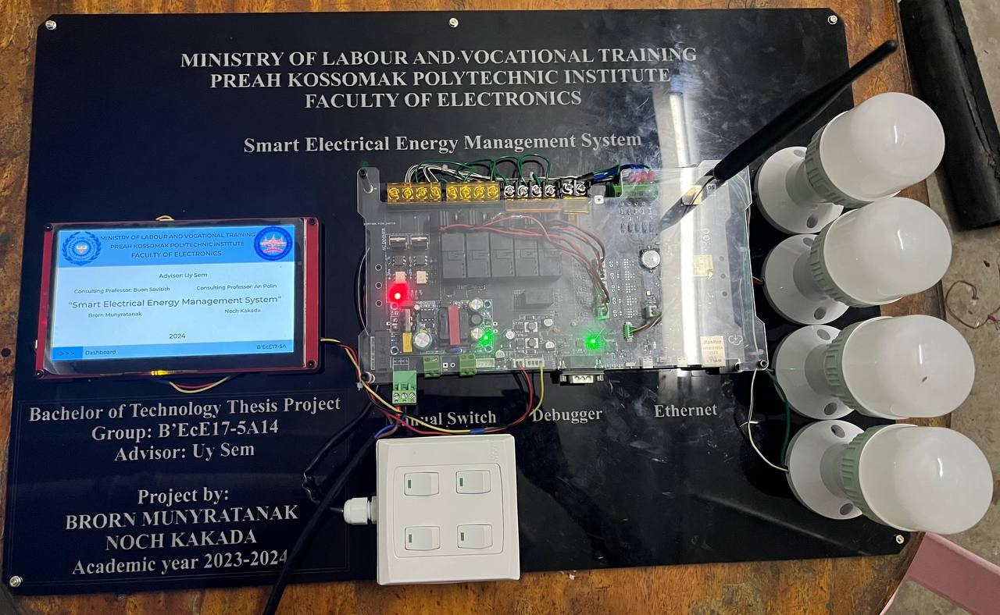 MINISTRY OF LABOUR AND VOCATIONAL TRAINING
PREAH KOSSOMAK POLYTECHNIC INSTITUTE
FACULTY OF ELECTRONICS
Smart Electrical Energy Management System
MINISTRY OF LABOUR AND VOCATIONAL TRAINING
PREAH KOSSOMAK POLYTECHNIC INSTITUTE
FACULTY OF ELECTRONICS
Advisor: Uy Sem
Consulting Professor: Buon Sovisith
Consulting Professor: An Polin
"Smart Electrical Energy Management System"
Brorn Munyratanak
Noch Kakada
2024
>>> Dashboard
B'EcE17-5A
Switch
Debugger
Ethernet
Bachelor of Technology Thesis Project
Group: B'EcE17-5A14
Advisor: Uy Sem
Project by:
BRORN MUNYRATANAK
NOCH KAKADA
Academic year 2023-2024